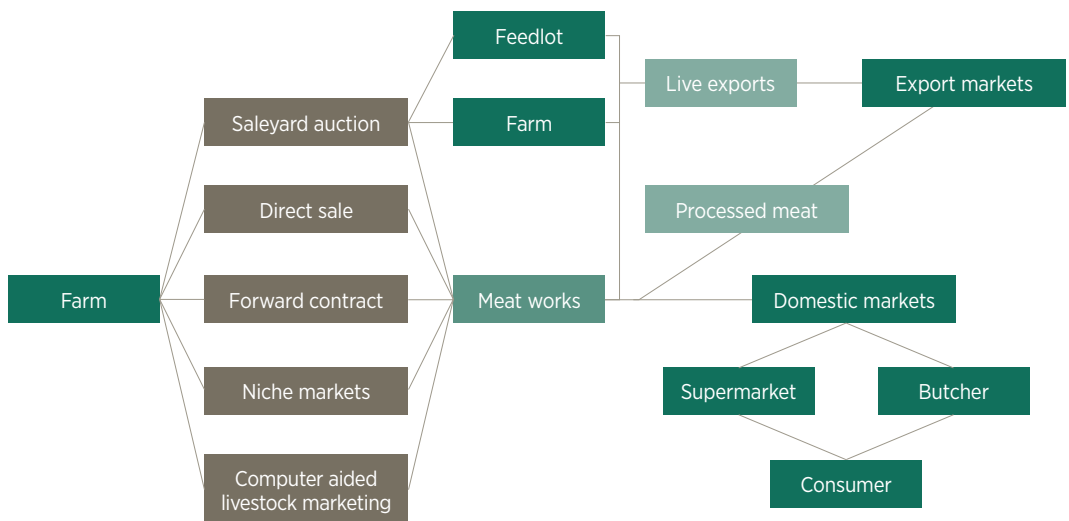 Feedlot
Live exports
Export markets
Saleyard auction
Farm
Direct sale
Processed meat
Farm
Forward contract
Meat works
Domestic markets
Niche markets
Supermarket
Butcher
Computer aided
livestock marketing
Consumer